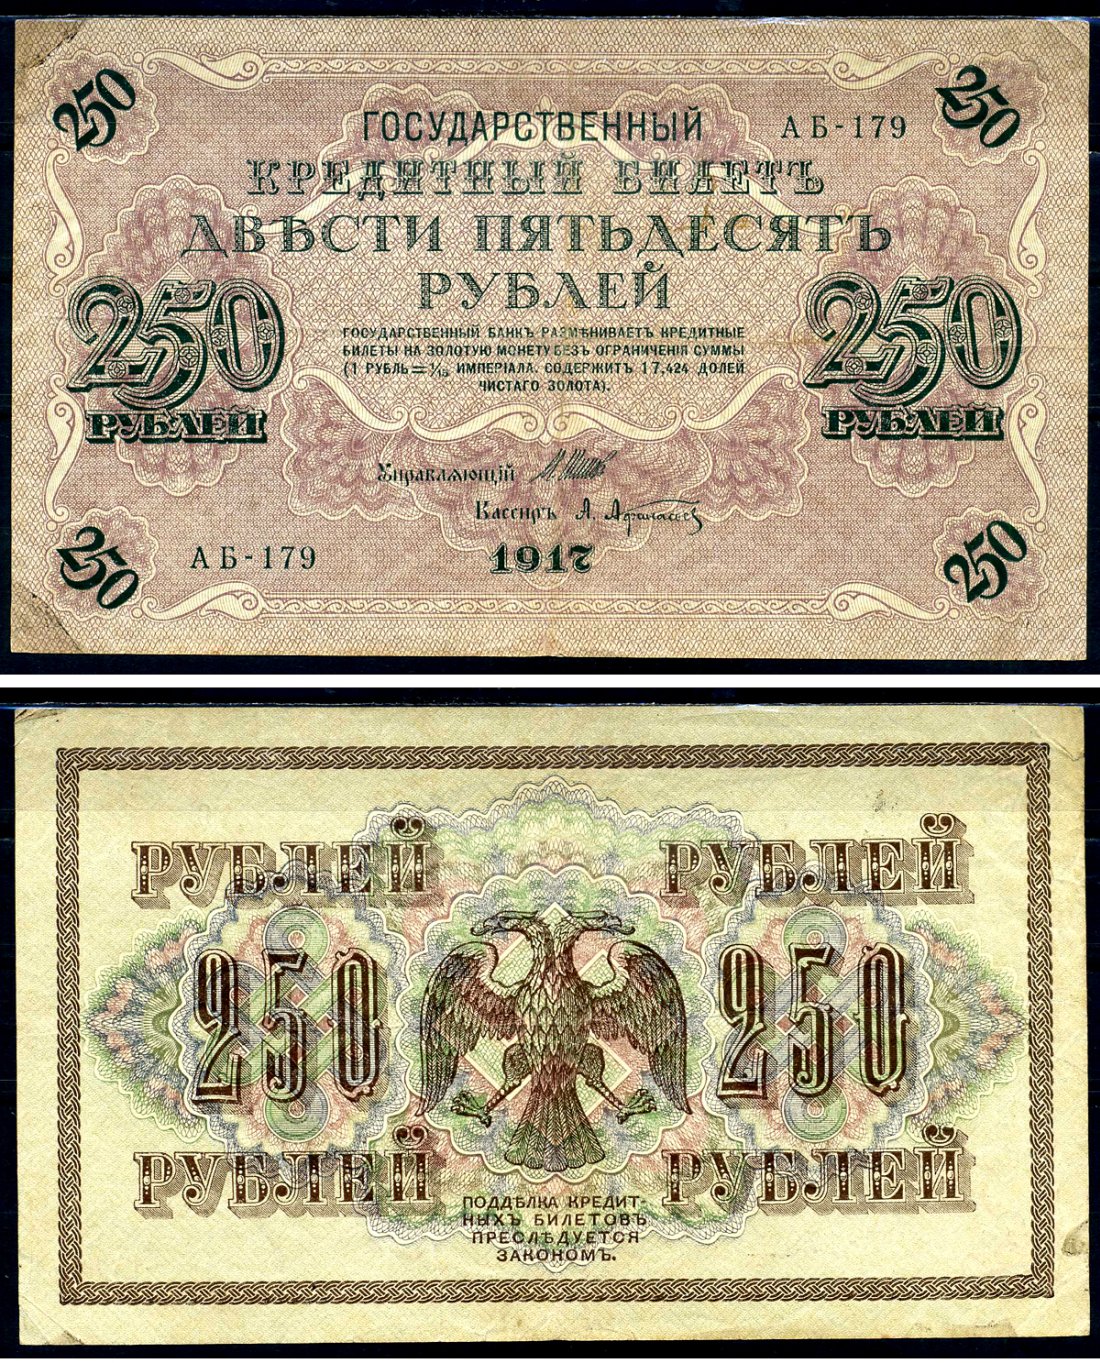 250
250
ГОСУДАРСТВЕННЫЙ
АБ-179
КРЕДИТНЫЙ БИЛЕТЪ
ДВѢСТИ ПЯТЬДЕСЯТЪ
РУБЛЕЙ
250
РУБЛЕЙ
250
РУБЛЕЙ
ГОСУДАРСТВЕННЫЙ БАНКЪ РАЗМѢНИВАЕТЪ КРЕДИТНЫЕ
БИЛЕТЫ НА ЗОЛОТУЮ МОНЕТУ БЕЗЪ ОГРАНИЧЕНІЯ СУММЫ
(1 РУБЛЬ = 1/15 ИМПЕРІАЛА, СОДЕРЖИТЪ 17,424 ДОЛЕЙ
ЧИСТАГО ЗОЛОТА).
Управляющій
Кассиръ А. Афанасьев
АБ-179
1917
250
250
РУБЛЕЙ
РУБЛЕЙ
250
250
РУБЛЕЙ
РУБЛЕЙ
ПОДДѢЛКА КРЕДИТ-
НЫХЪ БИЛЕТОВЪ
ПРЕСЛѢДУЕТСЯ
ЗАКОНОМЪ.